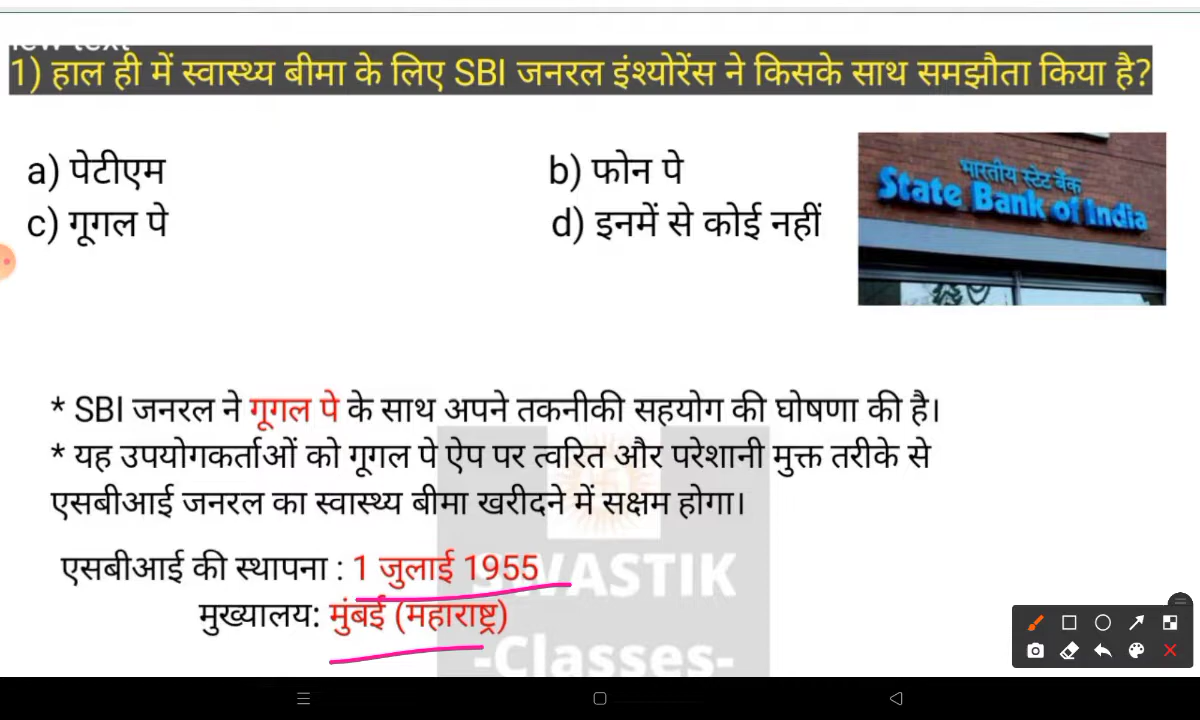 1) हाल ही में स्वास्थ्य बीमा के लिए SBI जनरल इंश्योरेंस ने किसके साथ समझौता किया है?
a) पेटीएम
b) फोन पे
c) गूगल पे
d) इनमें से कोई नहीं
भारतीय स्टेट बैंक
State Bank of India
* SBI जनरल ने गूगल पे के साथ अपने तकनीकी सहयोग की घोषणा की है।
* यह उपयोगकर्ताओं को गूगल पे ऐप पर त्वरित और परेशानी मुक्त तरीके से
एसबीआई जनरल का स्वास्थ्य बीमा खरीदने में सक्षम होगा।
एसबीआई की स्थापना : 1 जुलाई 1955
मुख्यालय: मुंबई (महाराष्ट्र)
SWASTIK
-Classes-